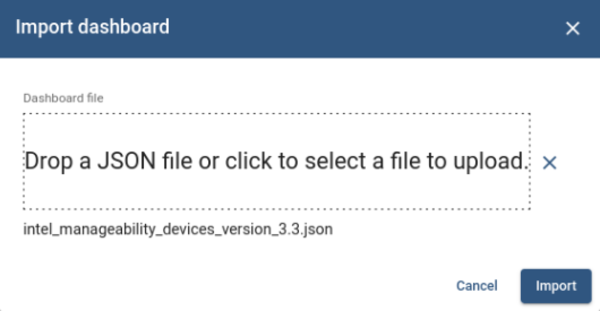 Import dashboard
Dashboard file
Drop a JSON file or click to select a file to upload.
intel_manageability_devices_version_3.3.json
Cancel
Import